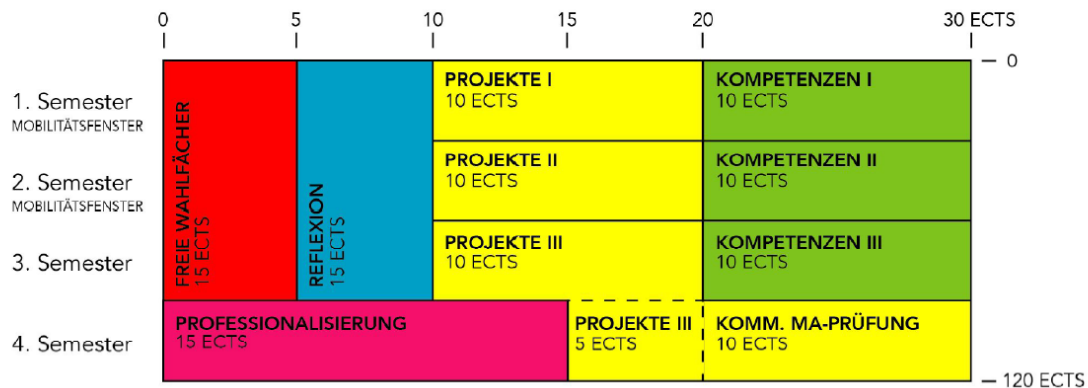 0 5 10 15 20 30 ECTS
0
1. Semester
MOBILITÄTSFENSTER
FREIE WAHLFÄCHER
15 ECTS
REFLEXION
15 ECTS
PROJEKTE I
10 ECTS
KOMPETENZEN I
10 ECTS
2. Semester
MOBILITÄTSFENSTER
PROJEKTE II
10 ECTS
KOMPETENZEN II
10 ECTS
3. Semester
PROJEKTE III
10 ECTS
KOMPETENZEN III
10 ECTS
4. Semester
PROFESSIONALISIERUNG
15 ECTS
PROJEKTE III
5 ECTS
KOMM. MA-PRÜFUNG
10 ECTS
120 ECTS